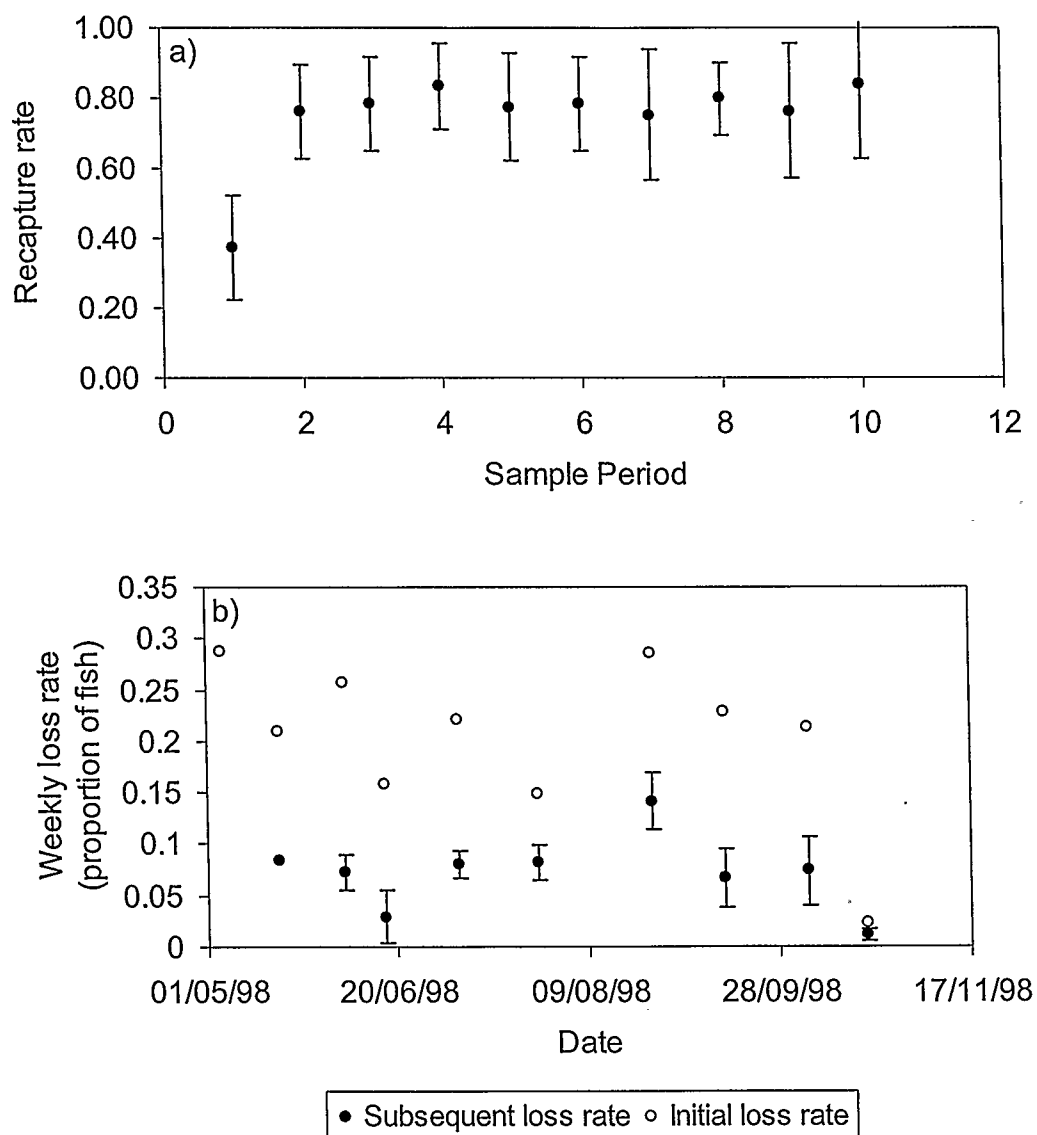 a)
1.00
0.80
0.60
0.40
0.20
0.00
Recapture rate
0 2 4 6 8 10 12
Sample Period
b)
0.35
0.3
0.25
0.2
0.15
0.1
0.05
0
Weekly loss rate
(proportion of fish)
01/05/98 20/06/98 09/08/98 28/09/98 17/11/98
Date
Subsequent loss rate Initial loss rate